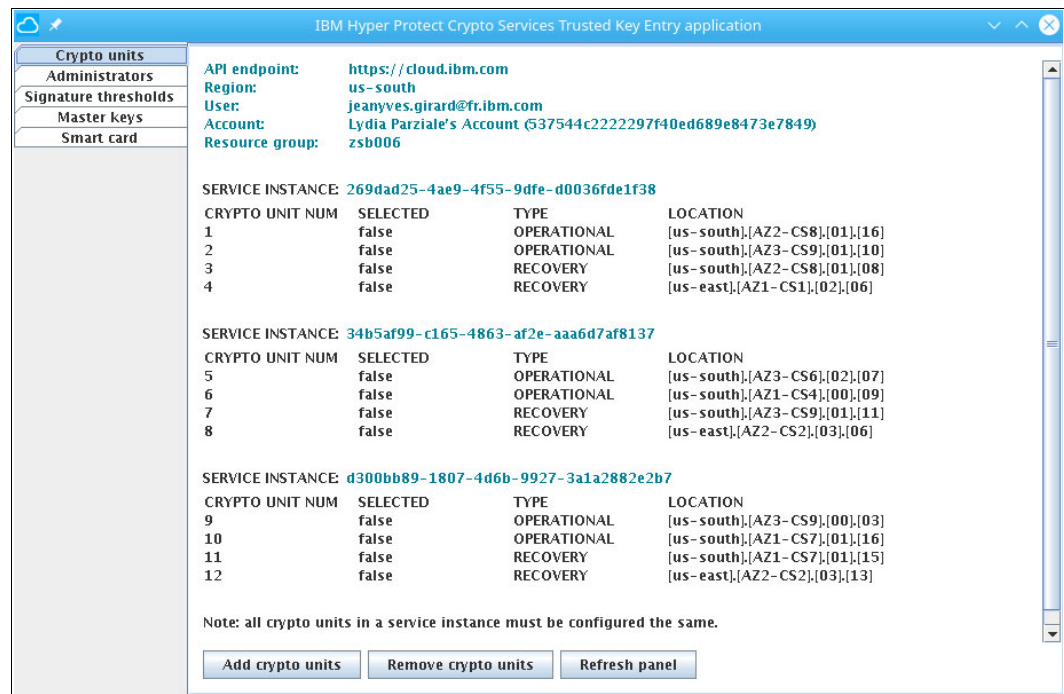 IBM Hyper Protect Crypto Services Trusted Key Entry application
Crypto units
Administrators
Signature thresholds
Master keys
Smart card
API endpoint: https://cloud.ibm.com
Region: us-south
User: jeanyves.girard@fr.ibm.com
Account: Lydia Parziale's Account (537544c2222297f40ed689e8473e7849)
Resource group: zsb006
SERVICE INSTANCE: 269dad25-4ae9-4f55-9dfe-d0036fde1f38
CRYPTO UNIT NUM SELECTED TYPE LOCATION
1 false OPERATIONAL [us-south].[AZ2-CS8].[01].[16]
2 false OPERATIONAL [us-south].[AZ3-CS9].[01].[10]
3 false RECOVERY [us-south].[AZ2-CS8].[01].[08]
4 false RECOVERY [us-east].[AZ1-CS1].[02].[06]
SERVICE INSTANCE: 34b5af99-c165-4863-af2e-aaa6d7af8137
CRYPTO UNIT NUM SELECTED TYPE LOCATION
5 false OPERATIONAL [us-south].[AZ3-CS6].[02].[07]
6 false OPERATIONAL [us-south].[AZ1-CS4].[00].[09]
7 false RECOVERY [us-south].[AZ3-CS9].[01].[11]
8 false RECOVERY [us-east].[AZ2-CS2].[03].[06]
SERVICE INSTANCE: d300bb89-1807-4d6b-9927-3a1a2882e2b7
CRYPTO UNIT NUM SELECTED TYPE LOCATION
9 false OPERATIONAL [us-south].[AZ3-CS9].[00].[03]
10 false OPERATIONAL [us-south].[AZ1-CS7].[01].[16]
11 false RECOVERY [us-south].[AZ1-CS7].[01].[15]
12 false RECOVERY [us-east].[AZ2-CS2].[03].[13]
Note: all crypto units in a service instance must be configured the same.
Add crypto units Remove crypto units Refresh panel